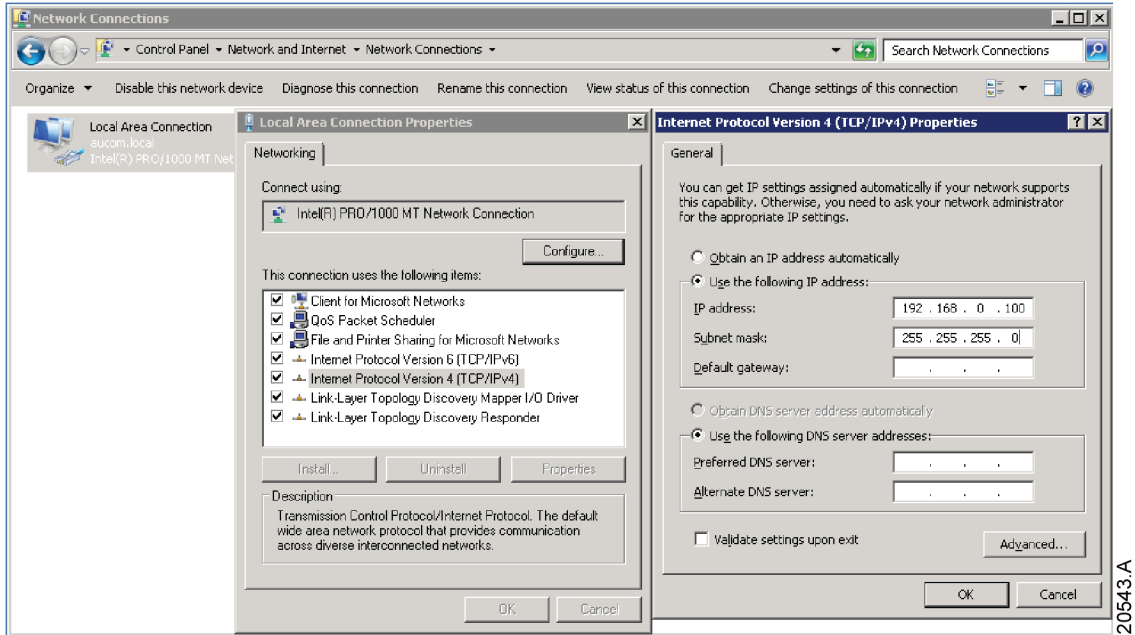 Network Connections
Control Panel Network and Internet Network Connections
Search Network Connections
Organize Disable this network device Diagnose this connection Rename this connection View status of this connection Change settings of this connection
Local Area Connection
aucom.local
Intel(R) PRO/1000 MT Net
Local Area Connection Properties
Networking
Connect using:
Intel(R) PRO/1000 MT Network Connection
Configure...
This connection uses the following items:
Client for Microsoft Networks
QoS Packet Scheduler
File and Printer Sharing for Microsoft Networks
Internet Protocol Version 6 (TCP/IPv6)
Internet Protocol Version 4 (TCP/IPv4)
Link-Layer Topology Discovery Mapper I/O Driver
Link-Layer Topology Discovery Responder
Install... Uninstall Properties
Description
Transmission Control Protocol/Internet Protocol. The default
wide area network protocol that provides communication
across diverse interconnected networks.
OK Cancel
Internet Protocol Version 4 (TCP/IPv4) Properties
General
You can get IP settings assigned automatically if your network supports
this capability. Otherwise, you need to ask your network administrator
for the appropriate IP settings.
Obtain an IP address automatically
Use the following IP address:
IP address: 192 . 168 . 0 . 100
Subnet mask: 255 . 255 . 255 . 0
Default gateway: . . .
Obtain DNS server address automatically
Use the following DNS server addresses:
Preferred DNS server: . . .
Alternate DNS server: . . .
Validate settings upon exit
Advanced...
OK Cancel
20543.A